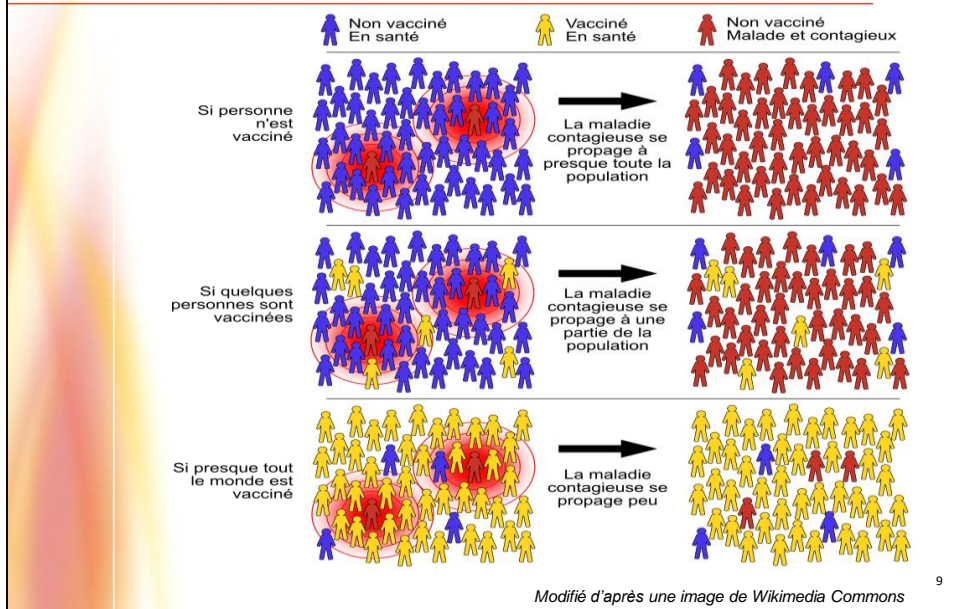 Non vacciné
En santé
Vacciné
En santé
Non vacciné
Malade et contagieux
Si personne
n'est
vacciné
La maladie
contagieuse se
propage à
presque toute la
population
Si quelques
personnes sont
vaccinées
La maladie
contagieuse se
propage à une
partie de la
population
Si presque tout
le monde est
vacciné
La maladie
contagieuse se
propage peu
9
Modifié d'après une image de Wikimedia Commons